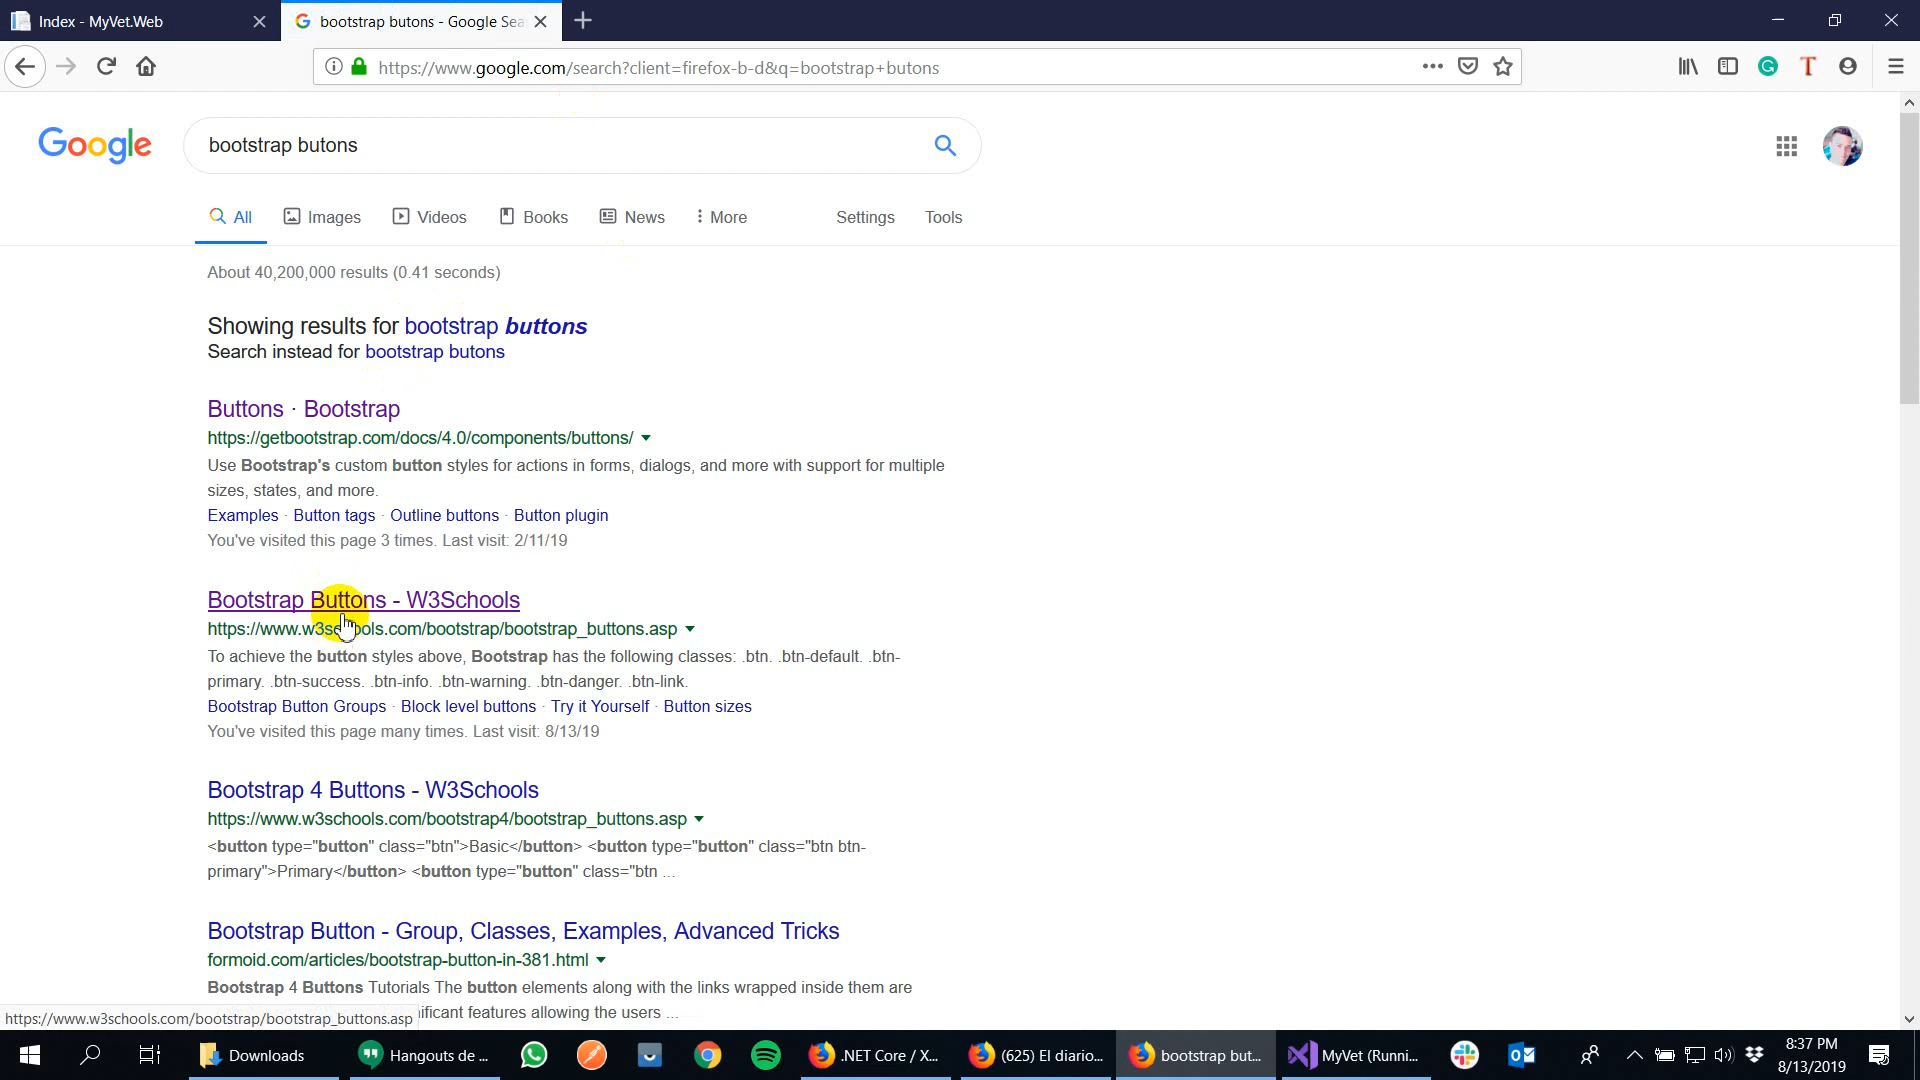 Index - MyVet.Web
bootstrap butons - Google Sea
https://www.google.com/search?client=firefox-b-d&q=bootstrap+butons
Google
bootstrap butons
All
Images
Videos
Books
News
More
Settings
Tools
About 40,200,000 results (0.41 seconds)
Showing results for bootstrap buttons
Search instead for bootstrap butons
Buttons · Bootstrap
https://getbootstrap.com/docs/4.0/components/buttons/
Use Bootstrap's custom button styles for actions in forms, dialogs, and more with support for multiple
sizes, states, and more.
Examples · Button tags · Outline buttons · Button plugin
You've visited this page 3 times. Last visit: 2/11/19
Bootstrap Buttons - W3Schools
https://www.w3schools.com/bootstrap/bootstrap_buttons.asp
To achieve the button styles above, Bootstrap has the following classes: .btn. .btn-default. .btn-
primary. .btn-success. .btn-info. .btn-warning. .btn-danger. .btn-link.
Bootstrap Button Groups · Block level buttons · Try it Yourself · Button sizes
You've visited this page many times. Last visit: 8/13/19
Bootstrap 4 Buttons - W3Schools
https://www.w3schools.com/bootstrap4/bootstrap_buttons.asp
<button type="button" class="btn">Basic</button> <button type="button" class="btn btn-
primary">Primary</button> <button type="button" class="btn ...
Bootstrap Button - Group, Classes, Examples, Advanced Tricks
formoid.com/articles/bootstrap-button-in-381.html
Bootstrap 4 Buttons Tutorials The button elements along with the links wrapped inside them are
ificant features allowing the users ...
https://www.w3schools.com/bootstrap/bootstrap_buttons.asp
Downloads
Hangouts de ...
.NET Core / X...
(625) El diario...
bootstrap but...
MyVet (Runni...
8:37 PM
8/13/2019